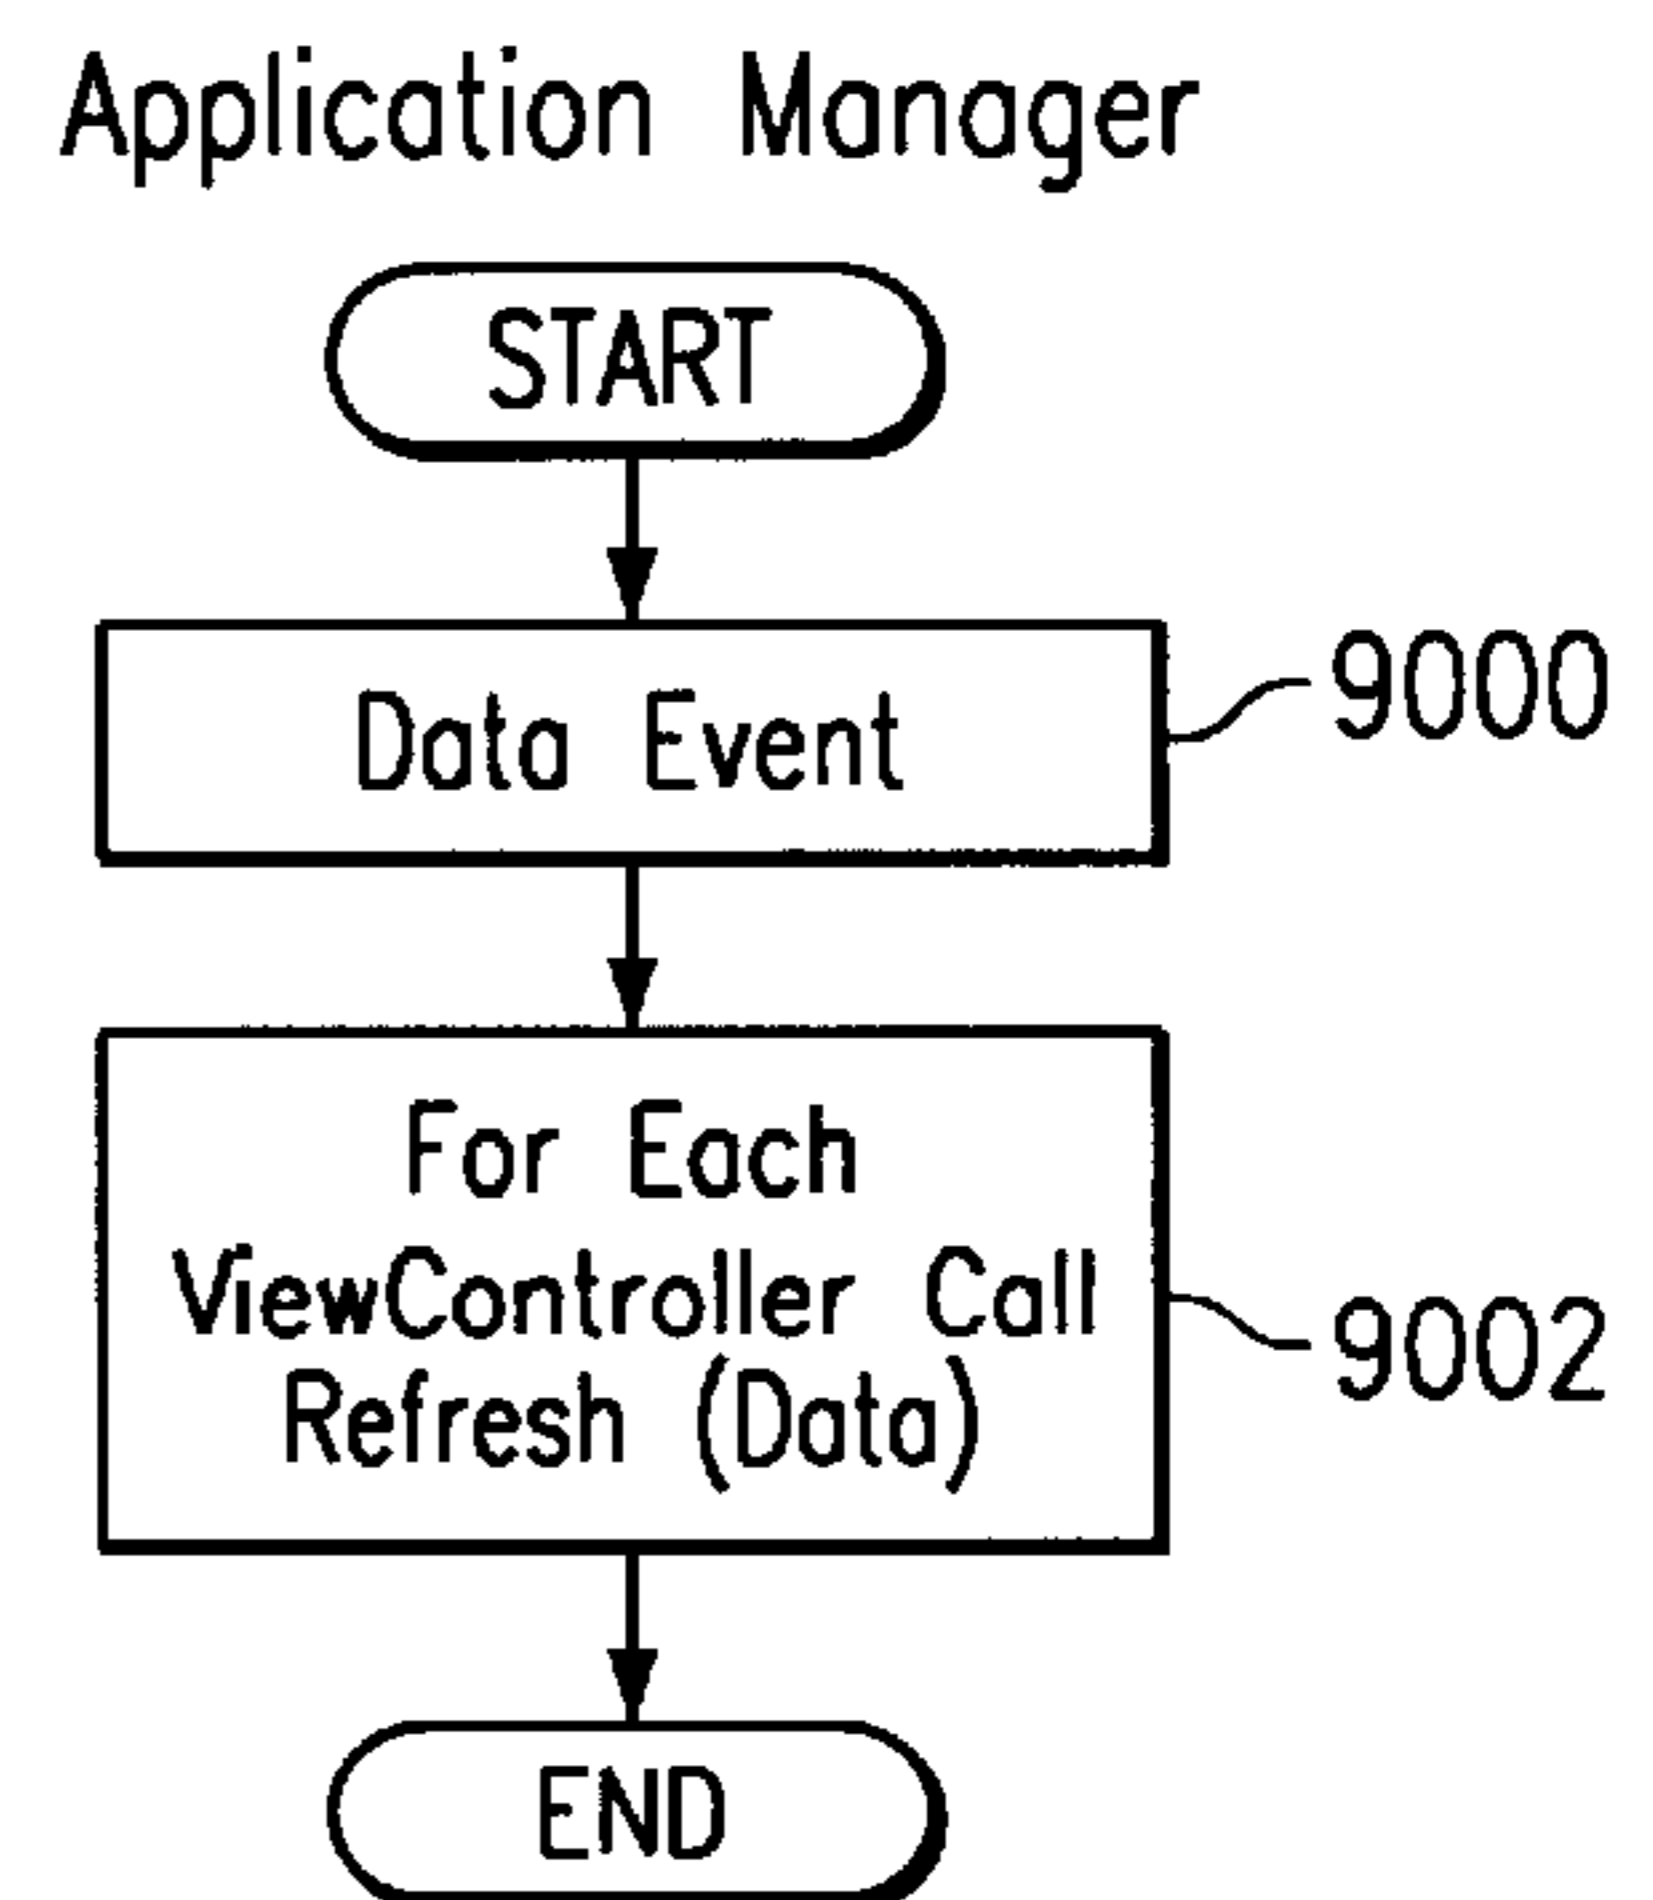 Application Manager
START
Data Event
9000
For Each
ViewController Call
Refresh (Data)
9002
END